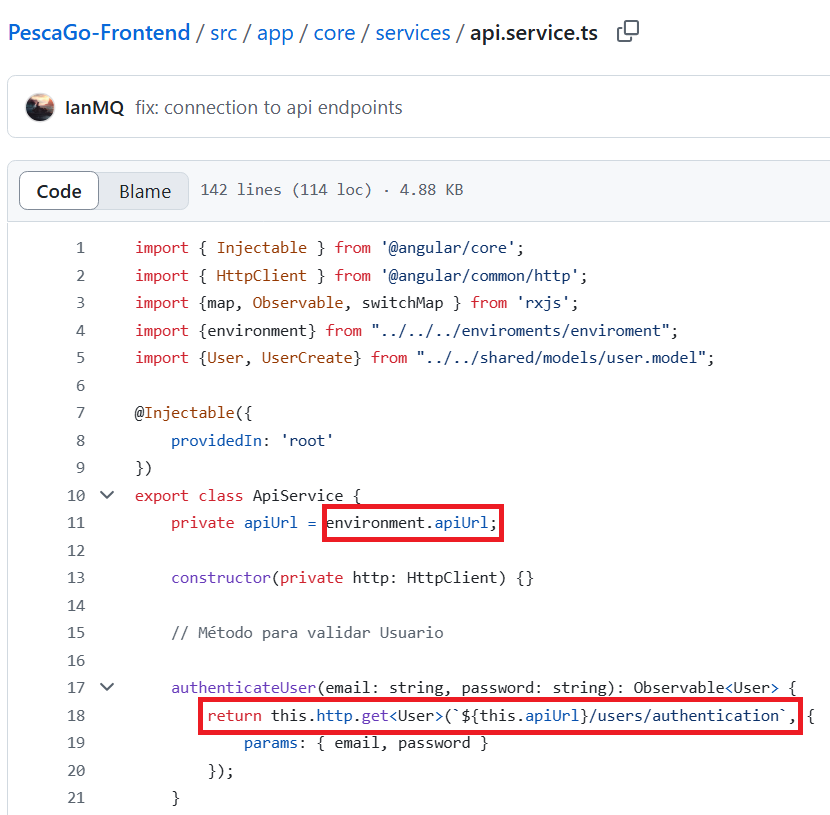 PescaGo-Frontend / src / app / core / services / api.service.ts
IanMQ fix: connection to api endpoints
Code Blame 142 lines (114 loc) · 4.88 KB
1 import { Injectable } from '@angular/core';
2 import { HttpClient } from '@angular/common/http';
3 import {map, Observable, switchMap } from 'rxjs';
4 import {environment} from "../../../enviroments/enviroment";
5 import {User, UserCreate} from "../../shared/models/user.model";
6
7 @Injectable({
8 providedIn: 'root'
9 })
10 export class ApiService {
11 private apiUrl = environment.apiUrl;
12
13 constructor(private http: HttpClient) {}
14
15 // Método para validar Usuario
16
17 authenticateUser(email: string, password: string): Observable<User> {
18 return this.http.get<User>(`${this.apiUrl}/users/authentication`, {
19 params: { email, password }
20 });
21 }